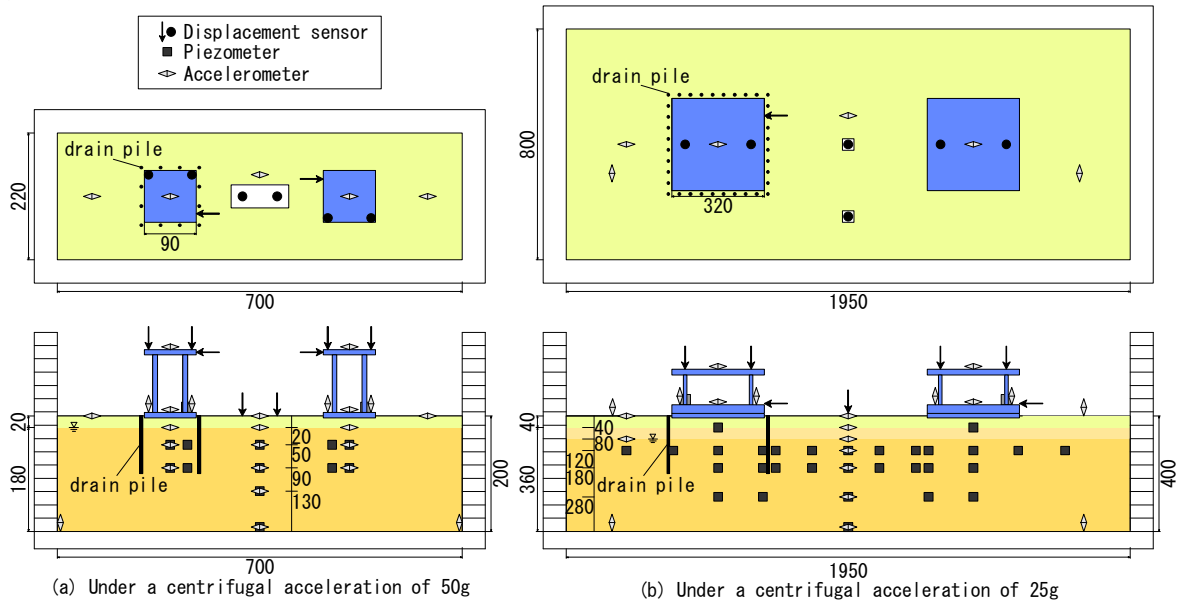 Displacement sensor
Piezometer
Accelerometer
drain pile
220
90
700
drain pile
800
320
1950
20
180
drain pile
20
50
90
130
200
700
(a) Under a centrifugal acceleration of 50g
40
360
40
80
120
180
280
drain pile
400
1950
(b) Under a centrifugal acceleration of 25g